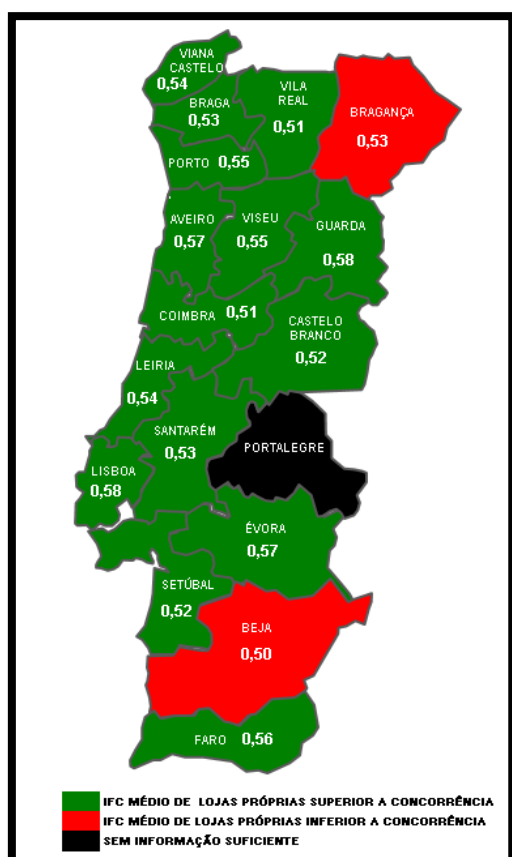 VIANA
CASTELO
0,54
BRAGA
0,53
VILA
REAL
0,51
BRAGANÇA
0,53
PORTO 0,55
AVEIRO
0,57
VISEU
0,55
GUARDA
0,58
COIMBRA 0,51
CASTELO
BRANCO
0,52
LEIRIA
0,54
SANTARÉM
0,53
PORTALEGRE
LISBOA
0,58
ÉVORA
0,57
SETÚBAL
0,52
BEJA
0,50
FARO 0,56
IFC MÉDIO DE LOJAS PRÓPRIAS SUPERIOR A CONCORRÊNCIA
IFC MÉDIO DE LOJAS PRÓPRIAS INFERIOR A CONCORRÊNCIA
SEM INFORMAÇÃO SUFICIENTE